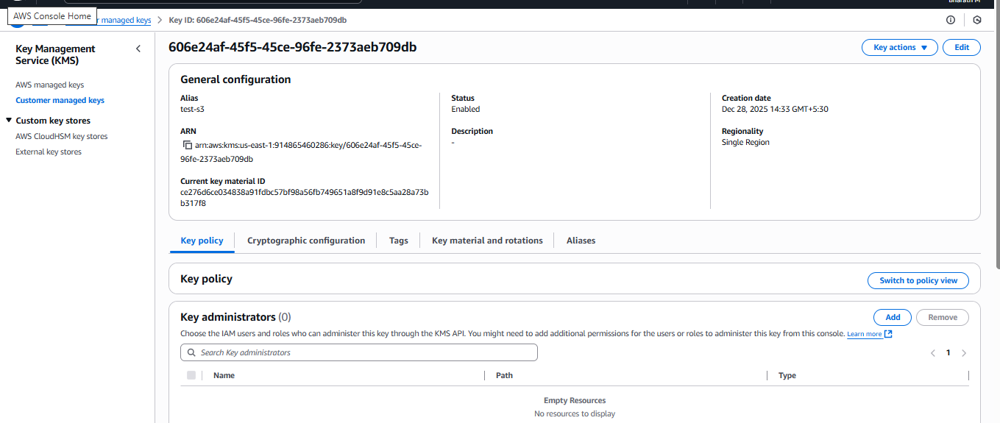 Bharath M
AWS Console Home
r managed keys > Key ID: 606e24af-45f5-45ce-96fe-2373aeb709db
Key Management
Service (KMS)
AWS managed keys
Customer managed keys
Custom key stores
AWS CloudHSM key stores
External key stores
606e24af-45f5-45ce-96fe-2373aeb709db
Key actions
Edit
General configuration
Alias
test-s3
ARN
arn:aws:kms:us-east-1:914865460286:key/606e24af-45f5-45ce-
96fe-2373aeb709db
Current key material ID
ce276d6ce034838a91fdbc57bf98a56fb749651a8f9d91e8c5aa28a73b
b317f8
Status
Enabled
Description
-
Creation date
Dec 28, 2025 14:33 GMT+5:30
Regionality
Single Region
Key policy
Cryptographic configuration
Tags
Key material and rotations
Aliases
Key policy
Switch to policy view
Key administrators (0)
Add
Remove
Choose the IAM users and roles who can administer this key through the KMS API. You might need to add additional permissions for the users or roles to administer this key from this console. Learn more
Search Key administrators
1
Name
Path
Type
Empty Resources
No resources to display